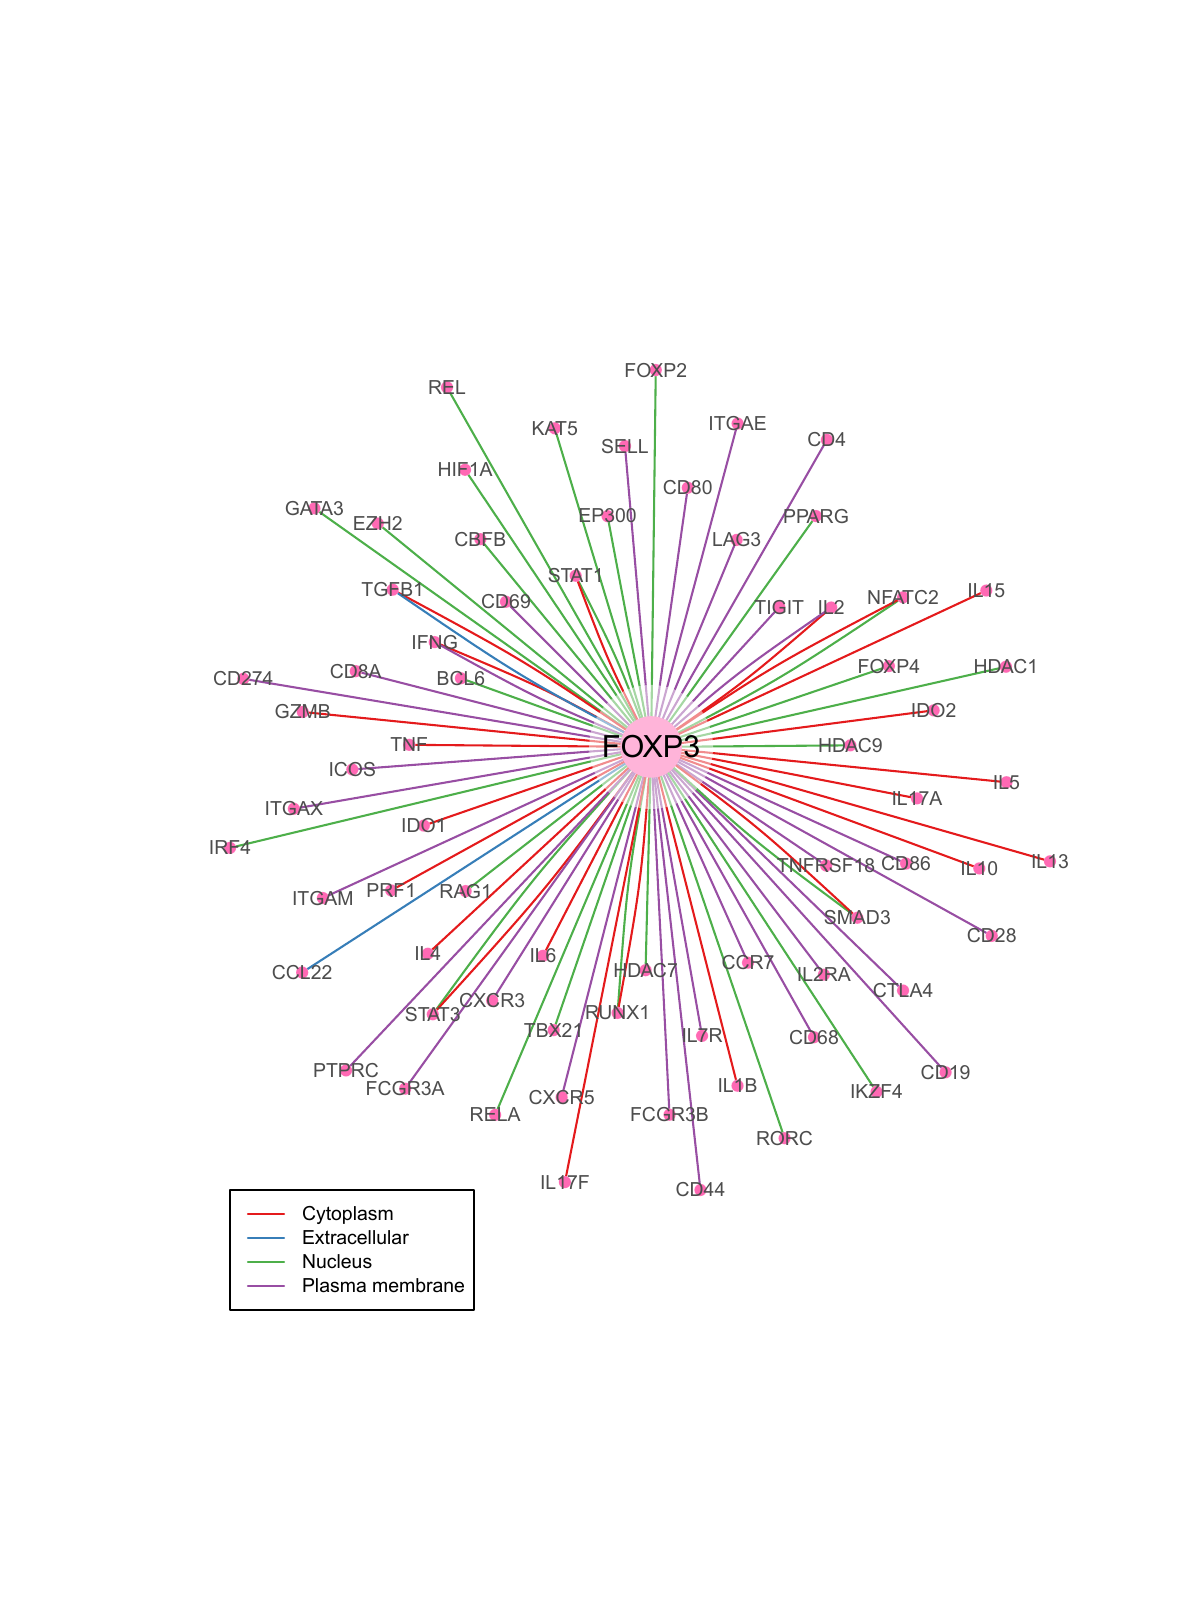 FOXP2
REL
ITGAE
KAT5
CD4
SELL
HIF1A
CD80
GATA3
EP300
PPARG
EZH2
CBFB
LAG3
STAT1
TGFB1
IL15
NFATC2
CD69
TIGIT
IL2
IFNG
FOXP4
HDAC1
CD8A
CD274
BCL6
GZMB
IDO2
TNF
HDAC9
FOXP3
ICOS
IL5
IL17A
ITGAX
IDO1
IRF4
IL13
CD86
TNFRSF18
IL10
PRF1
RAG1
ITGAM
SMAD3
CD28
IL4
IL6
CCR7
HDAC7
CCL22
IL2RA
CTLA4
CXCR3
RUNX1
STAT3
TBX21
IL7R
CD68
PTPRC
CD19
IL1B
FCGR3A
IKZF4
CXCR5
RELA
FCGR3B
RORC
IL17F
CD44
Cytoplasm
Extracellular
Nucleus
Plasma membrane